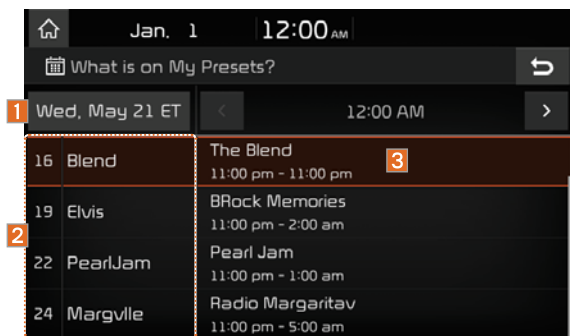 Jan. 1 12:00 AM
What is on My Presets?
1 Wed, May 21 ET 12:00 AM
16 Blend The Blend 3
11:00 pm - 11:00 pm
19 Elvis BRock Memories
11:00 pm - 2:00 am
2
22 PearlJam Pearl Jam
11:00 pm - 1:00 am
24 Margvlle Radio Margaritav
11:00 pm - 5:00 am